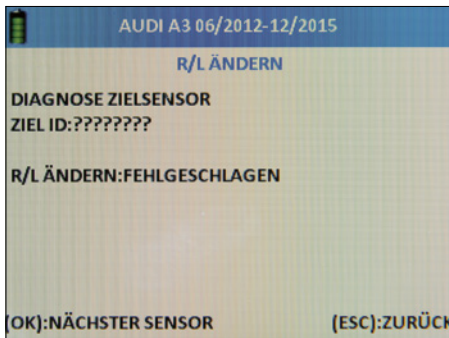 AUDI A3 06/2012-12/2015
R/L ÄNDERN
DIAGNOSE ZIELSENSOR
ZIEL ID:????????
R/L ÄNDERN:FEHLGESCHLAGEN
(OK):NÄCHSTER SENSOR
(ESC):ZURÜCK